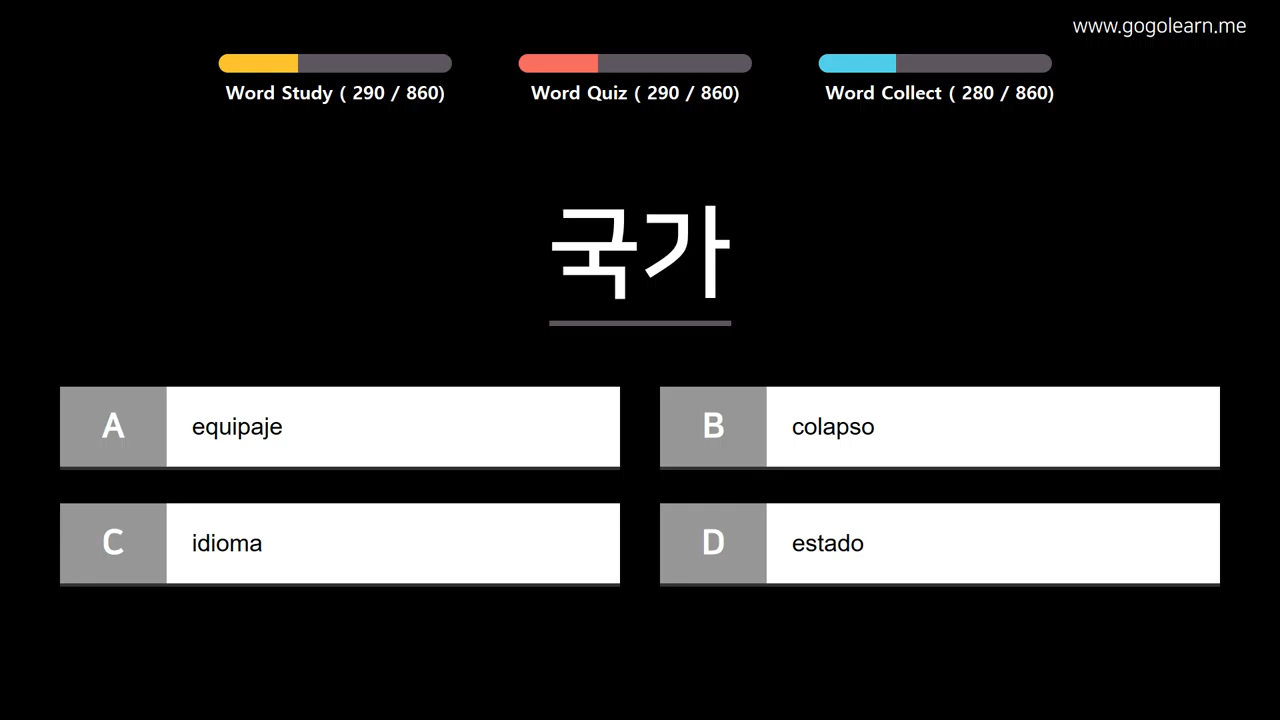 www.gogolearn.me
Word Study ( 290 / 860)
Word Quiz ( 290 / 860)
Word Collect ( 280 / 860)
국가
A equipaje
B colapso
C idioma
D estado